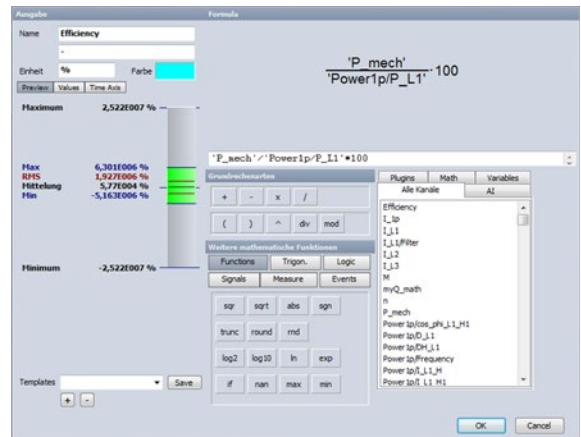 Ausgabe
Formula
Name Efficiency
-
Einheit % Farbe
Preview Values Time Axis
'P_mech'
'Power1p/P_L1' ·100
Maximum 2,522E007 %
Max 6,301E006 %
RMS 1,927E006 %
Mittelung 5,77E004 %
Min -5,163E006 %
Minimum -2,522E007 %
Templates Save
+ -
'P_mech'/'Power1p/P_L1'*100
Grundrechenarten
+ - x /
( ) ^ div mod
Weitere mathematische Funktionen
Functions Trigon. Logic
Signals Measure Events
sqr sqrt abs sgn
trunc round rnd
log2 log10 ln exp
if nan max min
Plugins Math Variables
Alle Kanäle AI
Efficiency
I_1p
I_L1
I_L1/Filter
I_L2
I_L3
M
myQ_math
n
P_mech
Power1p/cos_phi_L1_H1
Power1p/D_L1
Power1p/DH_L1
Power1p/Frequency
Power1p/I_L1_H
Power1p/I_L1_H1
OK Cancel